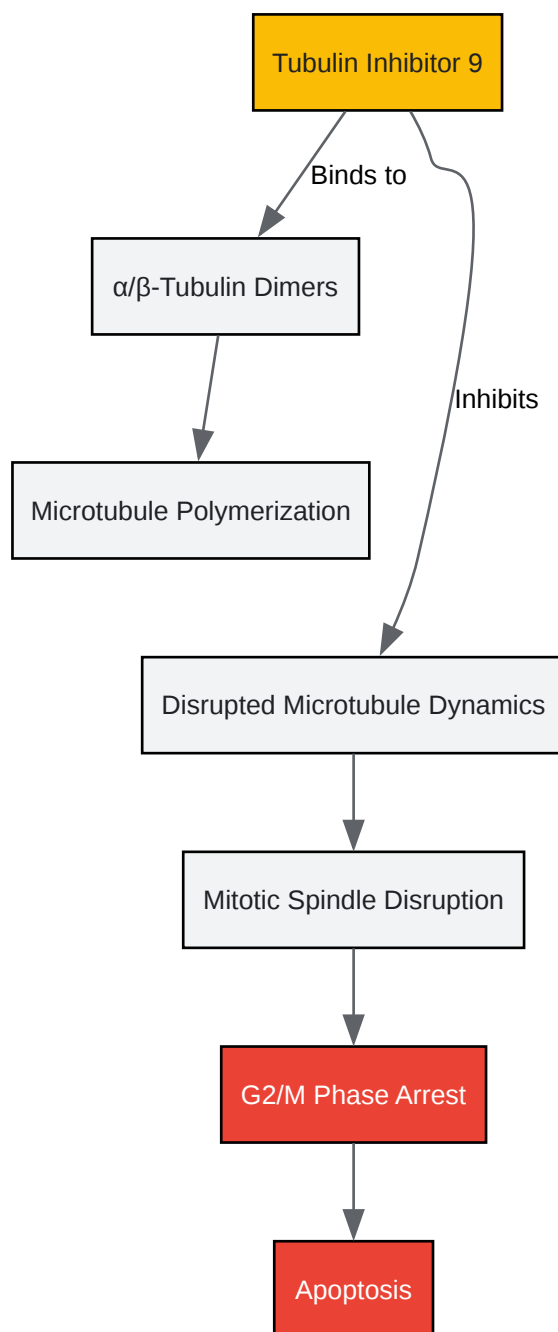 Tubulin Inhibitor 9
Binds to
α/β-Tubulin Dimers
Inhibits
Microtubule Polymerization
Disrupted Microtubule Dynamics
Mitotic Spindle Disruption
G2/M Phase Arrest
Apoptosis